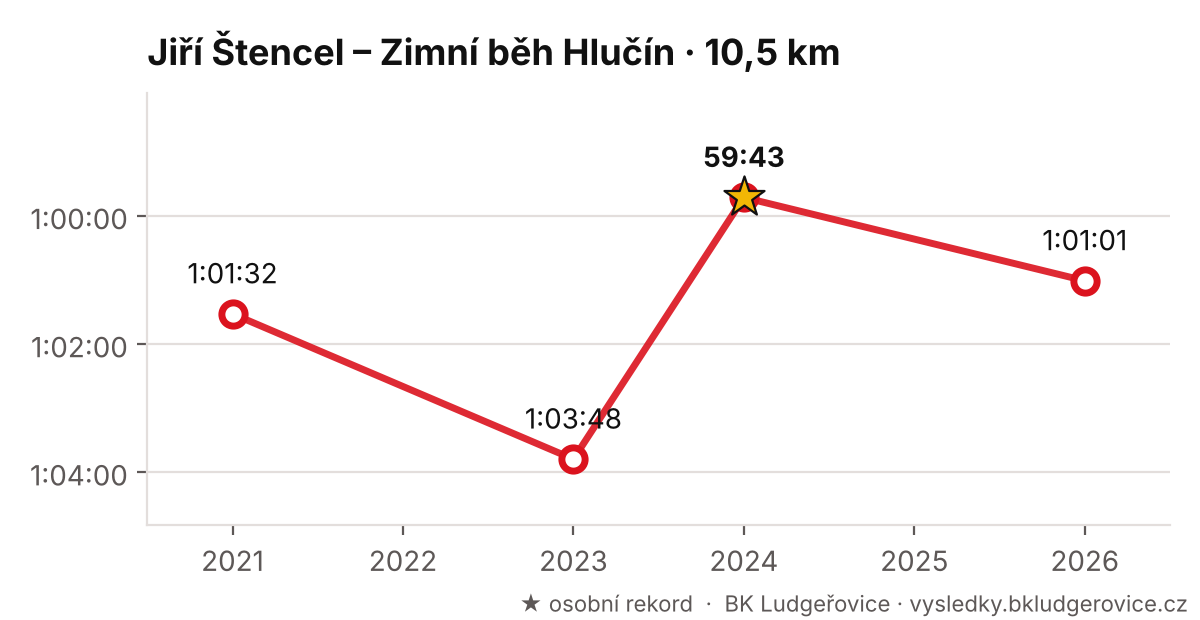 Jiří Štencel – Zimní běh Hlučín · 10,5 km
59:43
1:00:00
1:01:01
1:01:32
1:02:00
1:03:48
1:04:00
2021 2022 2023 2024 2025 2026
★ osobní rekord · BK Ludgeřovice · vysledky.bkludgerovice.cz